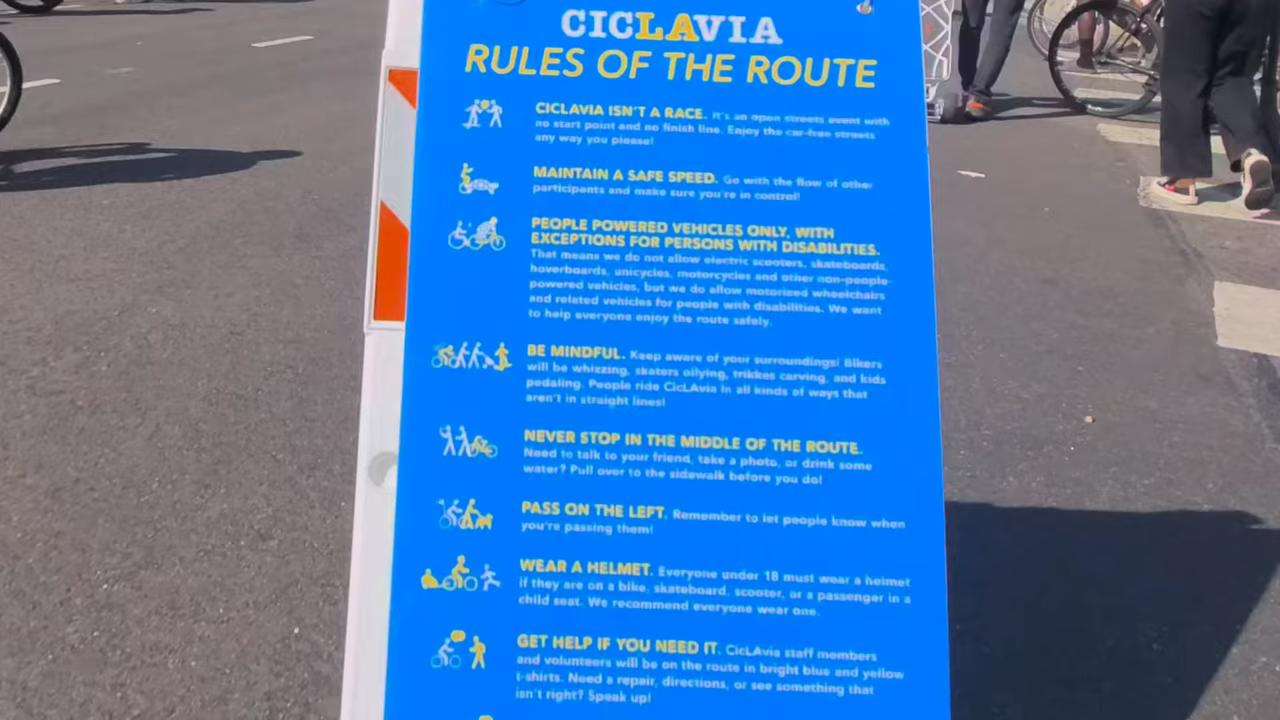 CICLAVIA
RULES OF THE ROUTE
CICLAVIA ISN'T A RACE. It's an open streets event with
no start point and no finish line. Enjoy the car-free streets
any way you please!
MAINTAIN A SAFE SPEED. Go with the flow of other
participants and make sure you're in control!
PEOPLE POWERED VEHICLES ONLY, WITH
EXCEPTIONS FOR PERSONS WITH DISABILITIES.
That means we do not allow electric scooters, skateboards,
hoverboards, unicycles, motorcycles and other non-people-
powered vehicles, but we do allow motorized wheelchairs
and related vehicles for people with disabilities. We want
to help everyone enjoy the route safely.
BE MINDFUL. Keep aware of your surroundings! Bikers
will be whizzing, skaters ollying, trikkes carving, and kids
pedaling. People ride CicLAvia in all kinds of ways that
aren't in straight lines!
NEVER STOP IN THE MIDDLE OF THE ROUTE.
Need to talk to your friend, take a photo, or drink some
water? Pull over to the sidewalk before you do!
PASS ON THE LEFT. Remember to let people know when
you're passing them!
WEAR A HELMET. Everyone under 18 must wear a helmet
if they are on a bike, skateboard, scooter, or a passenger in a
child seat. We recommend everyone wear one.
GET HELP IF YOU NEED IT. CicLAvia staff members
and volunteers will be on the route in bright blue and yellow
t-shirts. Need a repair, directions, or see something that
isn't right? Speak up!